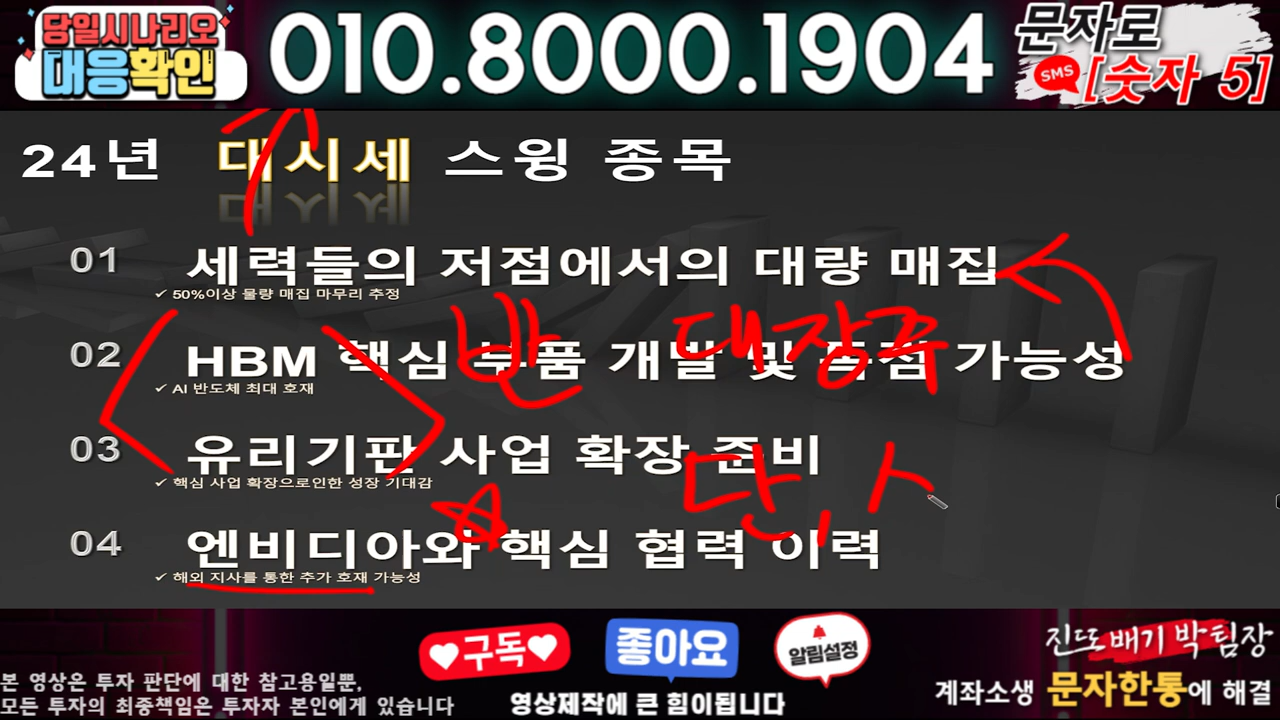 당일시나리오
대응확인
010.8000.1904
문자로
SMS [숫자 5]
24년 대시세 스윙 종목
01 세력들의 저점에서의 대량 매집
✓ 50%이상 물량 매집 마무리 추정
02 HBM 핵심 부품 개발 및 독점 가능성
✓ AI 반도체 최대 호재
반 대장주
03 유리기판 사업 확장 준비
✓ 핵심 사업 확장으로인한 성장 기대감
단, 스
04 엔비디아와 핵심 협력 이력
✓ 해외 지사를 통한 추가 호재 가능성
구독
좋아요
알림설정
진또배기 박팀장
본 영상은 투자 판단에 대한 참고용일뿐,
모든 투자의 최종책임은 투자자 본인에게 있습니다
영상제작에 큰 힘이됩니다
계좌소생 문자한통에 해결